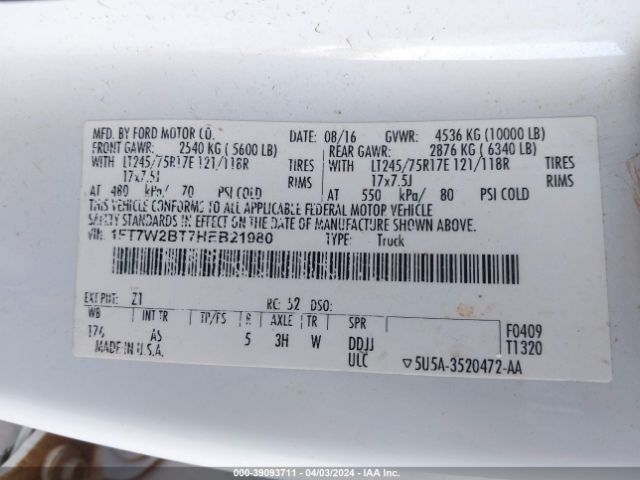 MFD. BY FORD MOTOR CO. DATE: 08/16 GVWR: 4536 KG (10000 LB)
FRONT GAWR: 2540 KG ( 5600 LB) REAR GAWR: 2876 KG ( 6340 LB)
WITH LT245/75R17E 121/118R TIRES WITH LT245/75R17E 121/118R TIRES
17x7.5J RIMS 17x7.5J RIMS
AT 480 kPa/ 70 PSI COLD AT 550 kPa/ 80 PSI COLD
THIS VEHICLE CONFORMS TO ALL APPLICABLE FEDERAL MOTOR VEHICLE
SAFETY STANDARDS IN EFFECT ON THE DATE OF MANUFACTURE SHOWN ABOVE.
VIN: 1FT7W2BT7HEB21980 TYPE: Truck
EXT PNT: Z1 RC: 52 DSO:
WB INT TR TP/PS R AXLE TR SPR F0409
176 AS 5 3H W DDJJ T1320
MADE IN U.S.A. ULC ▽5U5A-3520472-AA
000-39093711 - 04/03/2024 - IAAI.COM